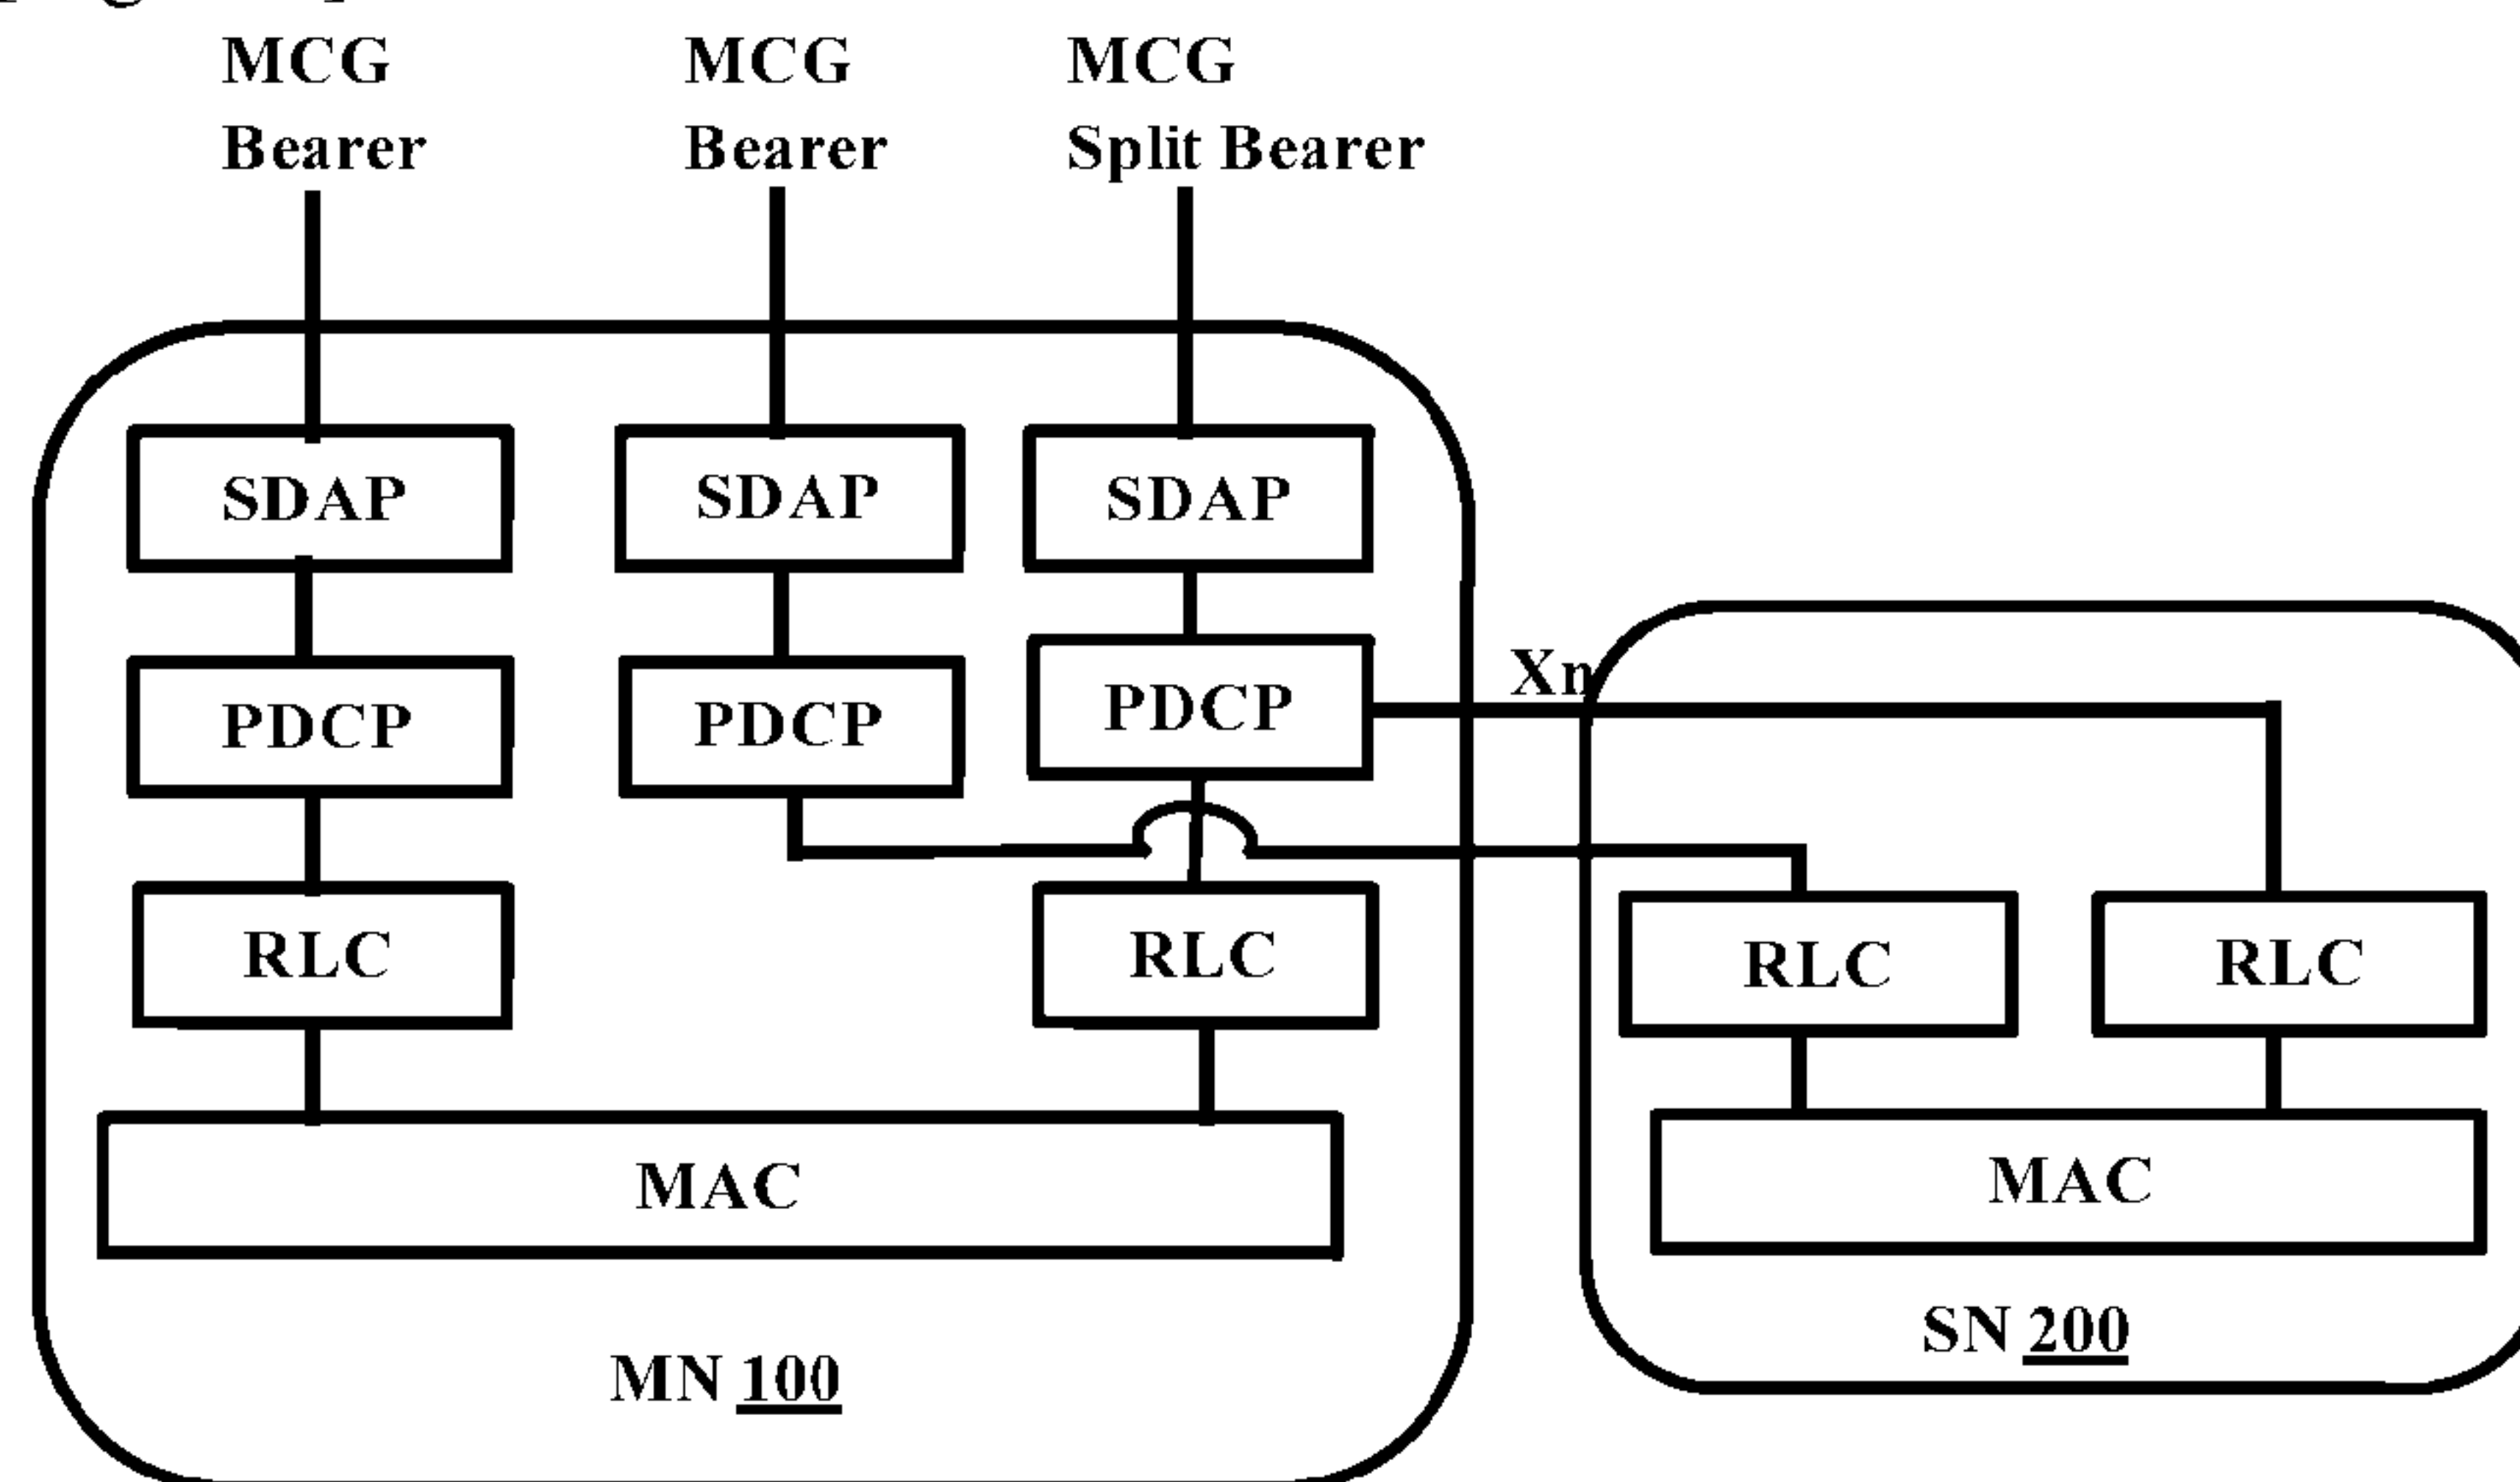 MCG
Bearer
MCG
Bearer
MCG
Split Bearer
SDAP
SDAP
SDAP
PDCP
PDCP
PDCP
Xn
RLC
RLC
RLC
RLC
MAC
MAC
SN 200
MN 100